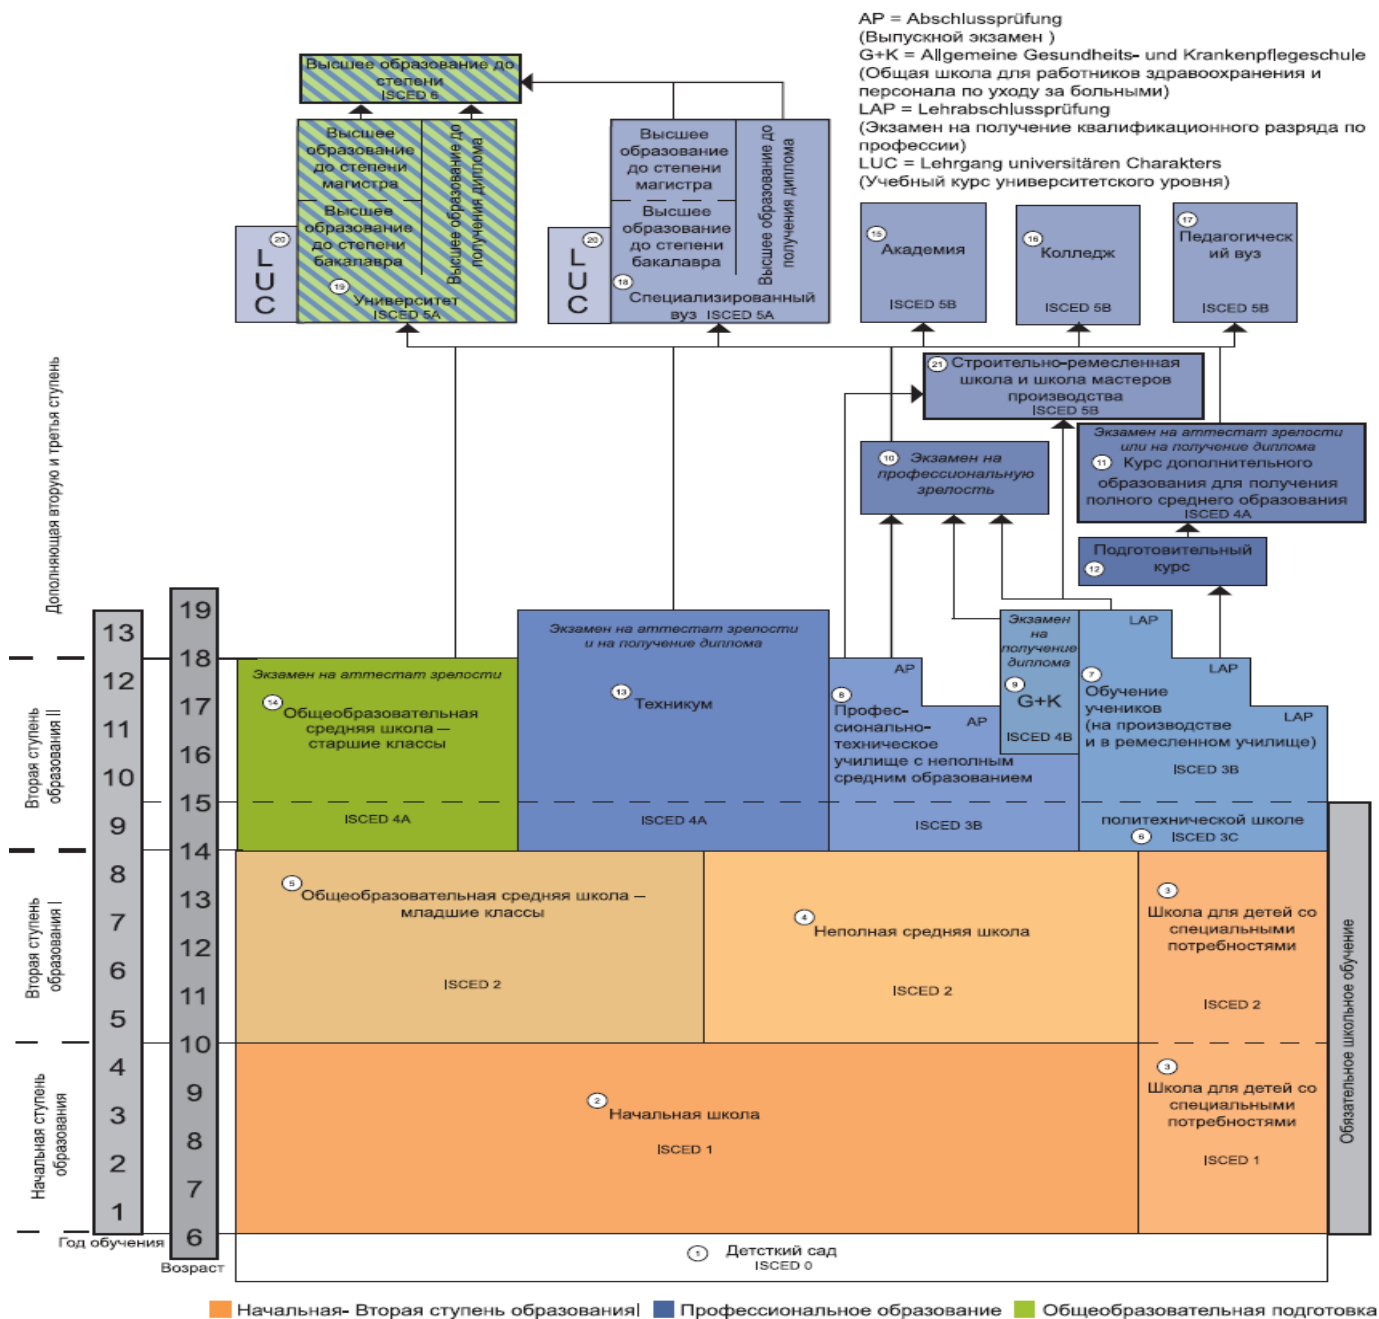 AP = Abschlussprüfung
(Выпускной экзамен )
G+K = Allgemeine Gesundheits- und Krankenpflegeschule
(Общая школа для работников здравоохранения и
персонала по уходу за больными)
LAP = Lehrabschlussprüfung
(Экзамен на получение квалификационного разряда по
профессии)
LUC = Lehrgang universitären Charakters
(Учебный курс университетского уровня)
Высшее образование до
степени
ISCED 6
Высшее
образование
до степени
магистра
Высшее
образование
до степени
бакалавра
Высшее образование до
получения диплома
20
L
U
C
19
Университет
ISCED 5A
Высшее
образование
до степени
магистра
Высшее
образование
до степени
бакалавра
Высшее образование до
получения диплома
20
L
U
C
18
Специализированный
вуз ISCED 5A
15
Академия
ISCED 5B
16
Колледж
ISCED 5B
17
Педагогическ
ий вуз
ISCED 5B
21 Строительно-ремесленная
школа и школа мастеров
производства
ISCED 5B
10 Экзамен на
профессиональную
зрелость
Экзамен на аттестат зрелости
или на получение диплома
11 Курс дополнительного
образования для получения
полного среднего образования
ISCED 4A
Подготовительный
12 курс
Дополняющая вторую и третья ступень
Вторая ступень
образования II
Вторая ступень
образования I
Начальная ступень
образования
13
12
11
10
9
8
7
6
5
4
3
2
1
Год обучения
19
18
17
16
15
14
13
12
11
10
9
8
7
6
Возраст
Экзамен на аттестат зрелости
14
Общеобразовательная
средняя школа –
старшие классы
ISCED 4A
Экзамен на аттестат зрелости
и на получение диплома
13 Техникум
ISCED 4A
AP
AP
8
Профес-
сионально-
техническое
училище с неполным
средним образованием
ISCED 3B
Экзамен
на
получение
диплома
9
G+K
ISCED 4B
LAP
LAP
LAP
7
Обучение
учеников
(на производстве
и в ремесленном училище)
ISCED 3B
политехнической школе
6 ISCED 3C
5
Общеобразовательная средняя школа –
младшие классы
ISCED 2
4
Неполная средняя школа
ISCED 2
3
Школа для детей со
специальными
потребностями
ISCED 2
2
Начальная школа
ISCED 1
3
Школа для детей со
специальными
потребностями
ISCED 1
Обязательное школьное обучение
1 Детсткий сад
ISCED 0
Начальная- Вторая ступень образованияI
Профессиональное образование
Общеобразовательная подготовка